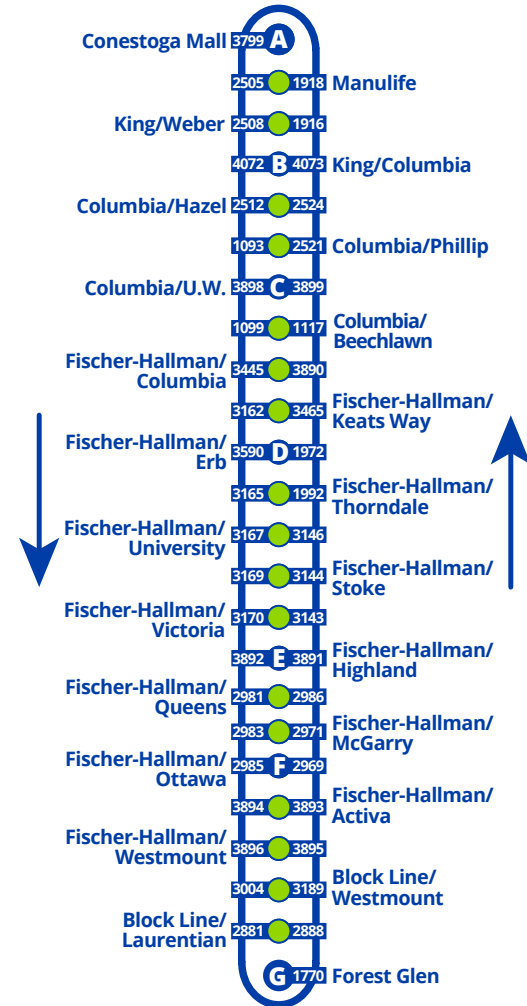 Conestoga Mall 3799 A
2505 1918 Manulife
King/Weber 2508 1916
4072 B 4073 King/Columbia
Columbia/Hazel 2512 2524
1093 2521 Columbia/Phillip
Columbia/U.W. 3898 C 3899
1099 1117 Columbia/
Beechlawn
Fischer-Hallman/
Columbia 3445 3890
3162 3465 Fischer-Hallman/
Keats Way
Fischer-Hallman/
Erb 3590 D 1972
3165 1992 Fischer-Hallman/
Thorndale
Fischer-Hallman/
University 3167 3146
3169 3144 Fischer-Hallman/
Stoke
Fischer-Hallman/
Victoria 3170 3143
3892 E 3891 Fischer-Hallman/
Highland
Fischer-Hallman/
Queens 2981 2986
2983 2971 Fischer-Hallman/
McGarry
Fischer-Hallman/
Ottawa 2985 F 2969
3894 3893 Fischer-Hallman/
Activa
Fischer-Hallman/
Westmount 3896 3895
3004 3189 Block Line/
Westmount
Block Line/
Laurentian 2881 2888
G 1770 Forest Glen